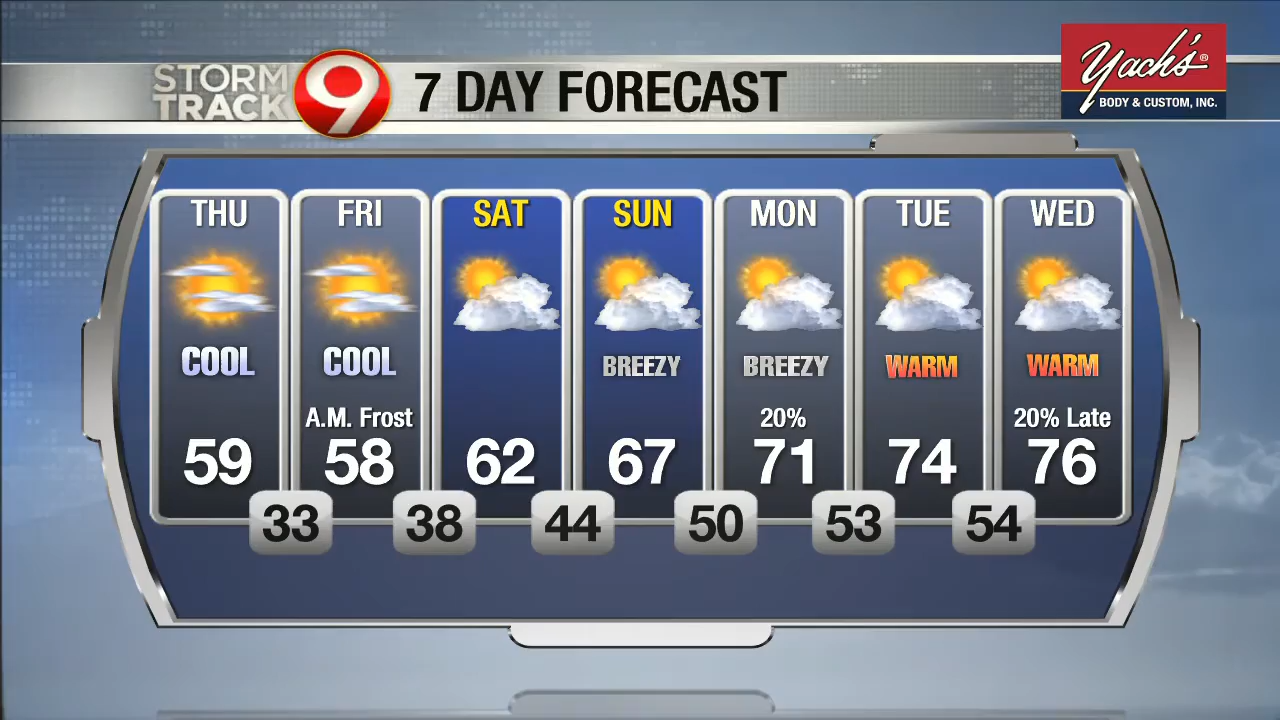 STORM
TRACK 9
7 DAY FORECAST
Yach's®
BODY & CUSTOM, INC.
THU FRI SAT SUN MON TUE WED
COOL COOL BREEZY BREEZY WARM WARM
A.M. Frost 20% 20% Late
59 58 62 67 71 74 76
33 38 44 50 53 54